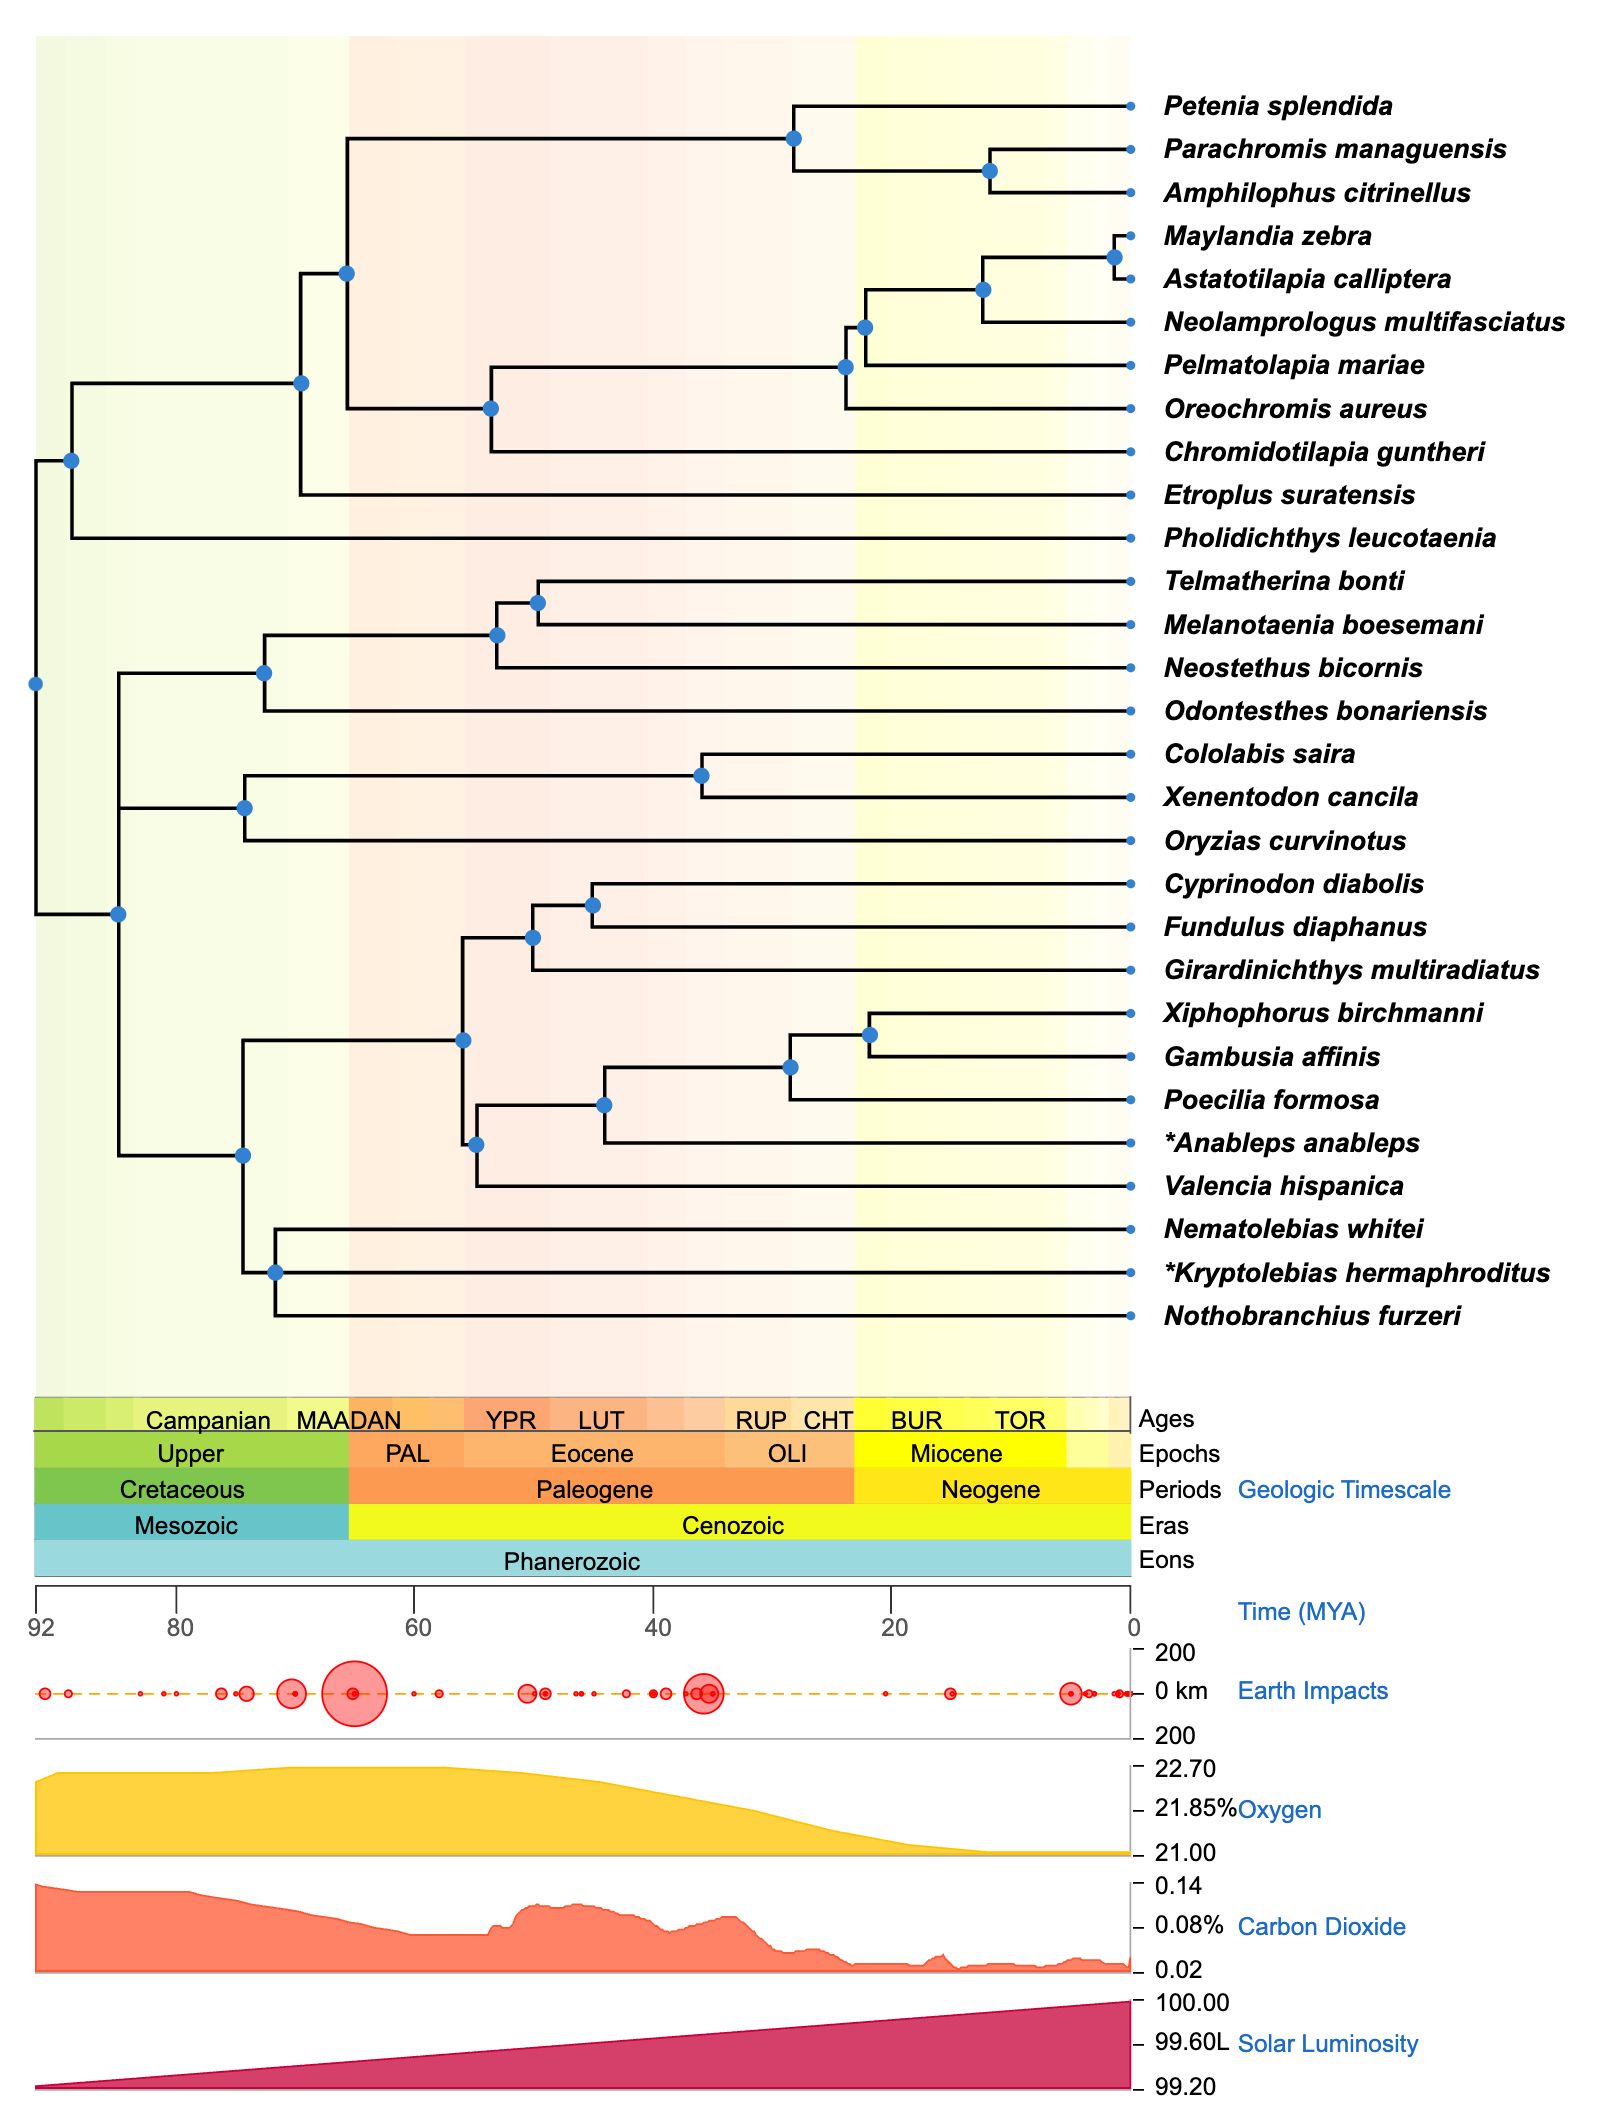 Petenia splendida
Parachromis managuensis
Amphilophus citrinellus
Maylandia zebra
Astatotilapia calliptera
Neolamprologus multifasciatus
Pelmatolapia mariae
Oreochromis aureus
Chromidotilapia guntheri
Etroplus suratensis
Pholidichthys leucotaenia
Telmatherina bonti
Melanotaenia boesemani
Neostethus bicornis
Odontesthes bonariensis
Cololabis saira
Xenentodon cancila
Oryzias curvinotus
Cyprinodon diabolis
Fundulus diaphanus
Girardinichthys multiradiatus
Xiphophorus birchmanni
Gambusia affinis
Poecilia formosa
*Anableps anableps
Valencia hispanica
Nematolebias whitei
*Kryptolebias hermaphroditus
Nothobranchius furzeri
Campanian MAADAN YPR LUT RUP CHT BUR TOR Ages
Upper PAL Eocene OLI Miocene Epochs
Cretaceous Paleogene Neogene Periods Geologic Timescale
Mesozoic Cenozoic Eras
Phanerozoic Eons
92 80 60 40 20 0 Time (MYA)
200
0 km Earth Impacts
200
22.70
21.85% Oxygen
21.00
0.14
0.08% Carbon Dioxide
0.02
100.00
99.60L Solar Luminosity
99.20